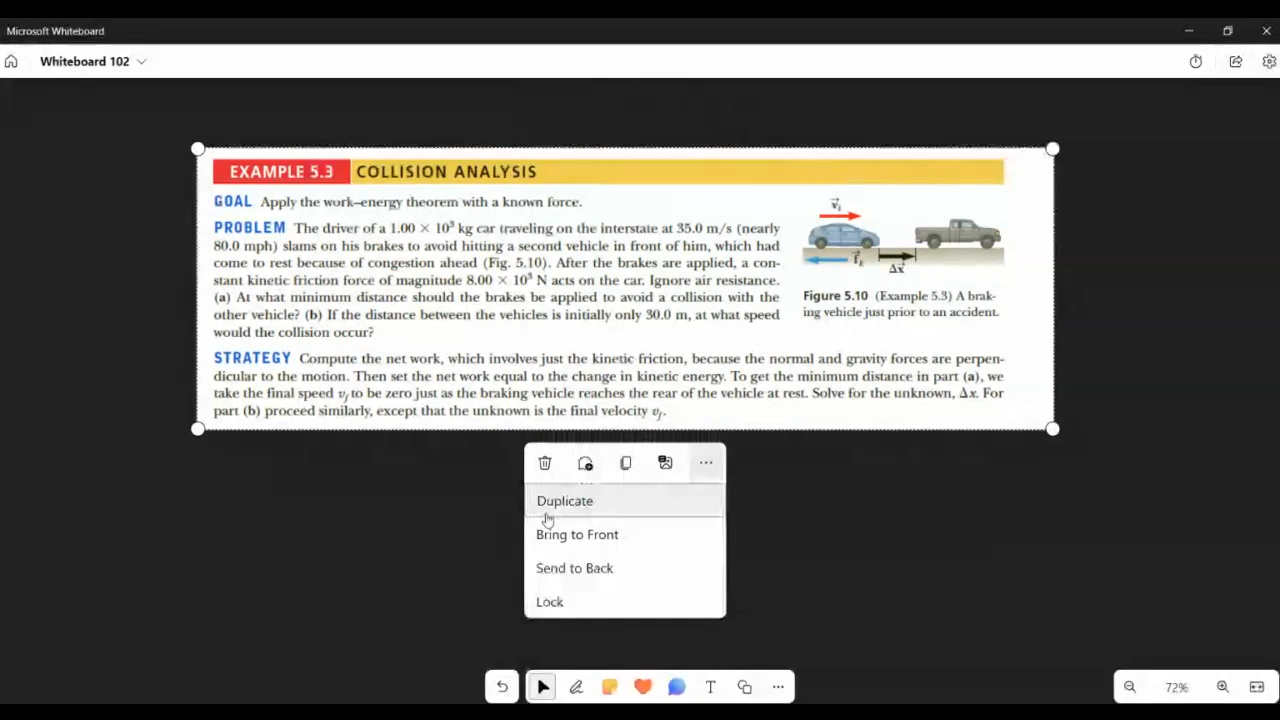 Microsoft Whiteboard
Whiteboard 102
EXAMPLE 5.3 COLLISION ANALYSIS
GOAL Apply the work–energy theorem with a known force.
PROBLEM The driver of a 1.00 × 10³ kg car traveling on the interstate at 35.0 m/s (nearly
80.0 mph) slams on his brakes to avoid hitting a second vehicle in front of him, which had
come to rest because of congestion ahead (Fig. 5.10). After the brakes are applied, a con-
stant kinetic friction force of magnitude 8.00 × 10³ N acts on the car. Ignore air resistance.
(a) At what minimum distance should the brakes be applied to avoid a collision with the
other vehicle? (b) If the distance between the vehicles is initially only 30.0 m, at what speed
would the collision occur?
v⃗ᵢ
f⃗ₖ
Δx⃗
Figure 5.10 (Example 5.3) A brak-
ing vehicle just prior to an accident.
STRATEGY Compute the net work, which involves just the kinetic friction, because the normal and gravity forces are perpen-
dicular to the motion. Then set the net work equal to the change in kinetic energy. To get the minimum distance in part (a), we
take the final speed v_f to be zero just as the braking vehicle reaches the rear of the vehicle at rest. Solve for the unknown, Δx. For
part (b) proceed similarly, except that the unknown is the final velocity v_f.
Duplicate
Bring to Front
Send to Back
Lock
T
72%